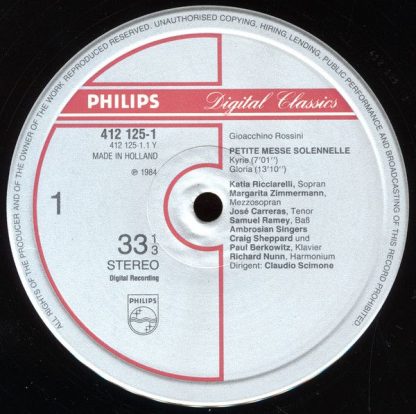 ALL RIGHTS OF THE PRODUCER AND OF THE OWNER OF THE WORK REPRODUCED RESERVED. UNAUTHORISED COPYING, HIRING, LENDING, PUBLIC PERFORMANCE AND BROADCASTING OF THIS RECORD PROHIBITED.
PHILIPS Digital Classics
412 125-1
412 125-1.1 Y
MADE IN HOLLAND
℗ 1984
1
33 1/3
STEREO
Digital Recording
PHILIPS
Gioacchino Rossini
PETITE MESSE SOLENNELLE
Kyrie (7'01'')
Gloria (13'10'')
Katia Ricciarelli, Sopran
Margarita Zimmermann,
Mezzosopran
José Carreras, Tenor
Samuel Ramey, Baß
Ambrosian Singers
Craig Sheppard und
Paul Berkowitz, Klavier
Richard Nunn, Harmonium
Dirigent: Claudio Scimone